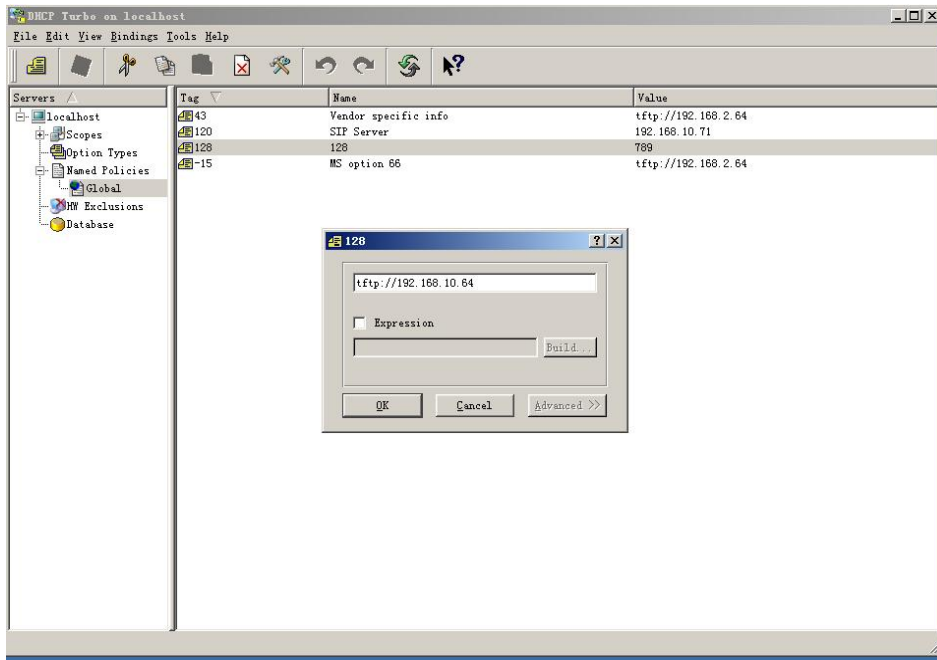 DHCP Turbo on localhost
File Edit View Bindings Tools Help
Servers
localhost
Scopes
Option Types
Named Policies
Global
HW Exclusions
Database
Tag Name Value
43 Vendor specific info tftp://192.168.2.64
120 SIP Server 192.168.10.71
128 128 789
-15 MS option 66 tftp://192.168.2.64
128
tftp://192.168.10.64
Expression
Build...
OK Cancel Advanced >>